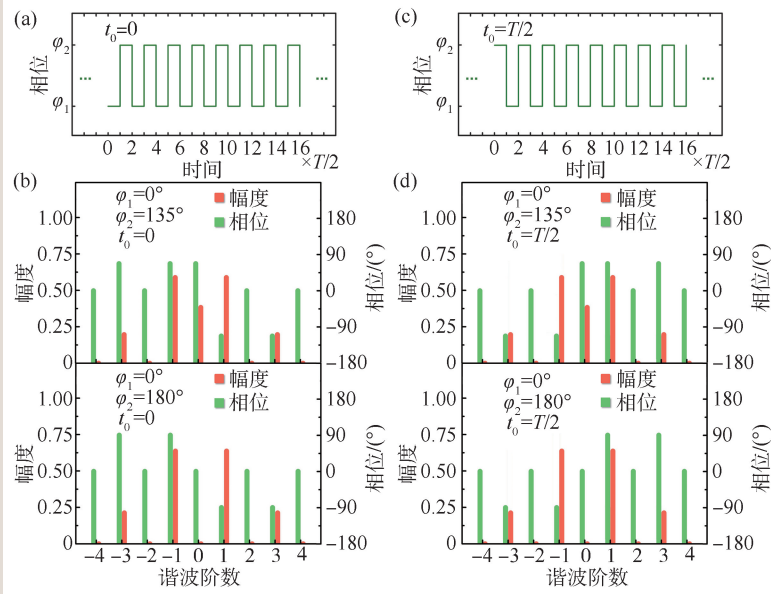 (a)
t₀=0
φ₂
φ₁
相位
...
...
0 2 4 6 8 10 12 14 16
×T/2
时间
(c)
t₀=T/2
φ₂
φ₁
相位
...
...
0 2 4 6 8 10 12 14 16
×T/2
时间
(b)
φ₁=0°
φ₂=135°
t₀=0
幅度
相位
1.00
0.75
0.50
0.25
0
幅度
180
90
0
−90
−180
相位/(°)
φ₁=0°
φ₂=180°
t₀=0
幅度
相位
1.00
0.75
0.50
0.25
0
幅度
180
90
0
−90
−180
相位/(°)
−4 −3 −2 −1 0 1 2 3 4
谐波阶数
(d)
φ₁=0°
φ₂=135°
t₀=T/2
幅度
相位
1.00
0.75
0.50
0.25
0
幅度
180
90
0
−90
−180
相位/(°)
φ₁=0°
φ₂=180°
t₀=T/2
幅度
相位
1.00
0.75
0.50
0.25
0
幅度
180
90
0
−90
−180
相位/(°)
−4 −3 −2 −1 0 1 2 3 4
谐波阶数